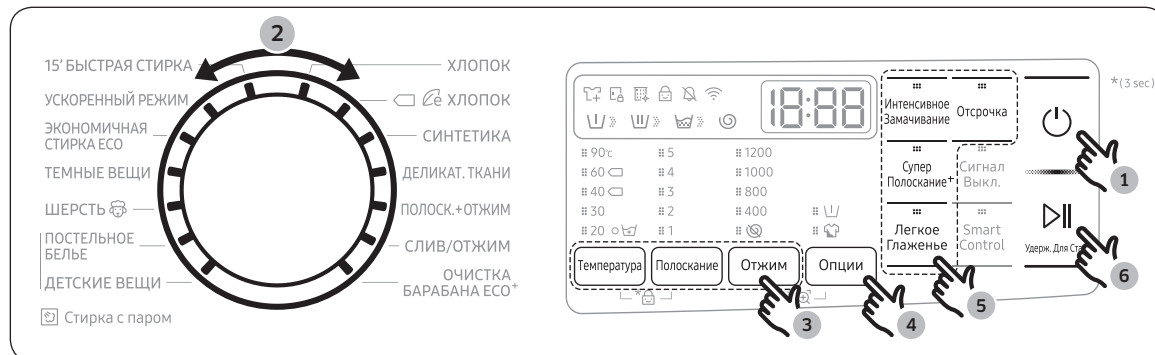 2
15’ БЫСТРАЯ СТИРКА
УСКОРЕННЫЙ РЕЖИМ
ЭКОНОМИЧНАЯ
СТИРКА ECO
ТЕМНЫЕ ВЕЩИ
ШЕРСТЬ
ПОСТЕЛЬНОЕ
БЕЛЬЕ
ДЕТСКИЕ ВЕЩИ
Стирка с паром
ХЛОПОК
ХЛОПОК
СИНТЕТИКА
ДЕЛИКАТ. ТКАНИ
ПОЛОСК.+ОТЖИМ
СЛИВ/ОТЖИМ
ОЧИСТКА
БАРАБАНА ECO+
18:88
90°c 5 1200
60 4 1000
40 3 800
30 2 400
20 1
Температура Полоскание Отжим Опции
*
3 4
Интенсивное
Замачивание
Отсрочка
Супер
Полоскание+
Сигнал
Выкл.
Легкое
Глаженье
Smart
Control
5
*(3 sec)
1
Удерж. Для Ста
6